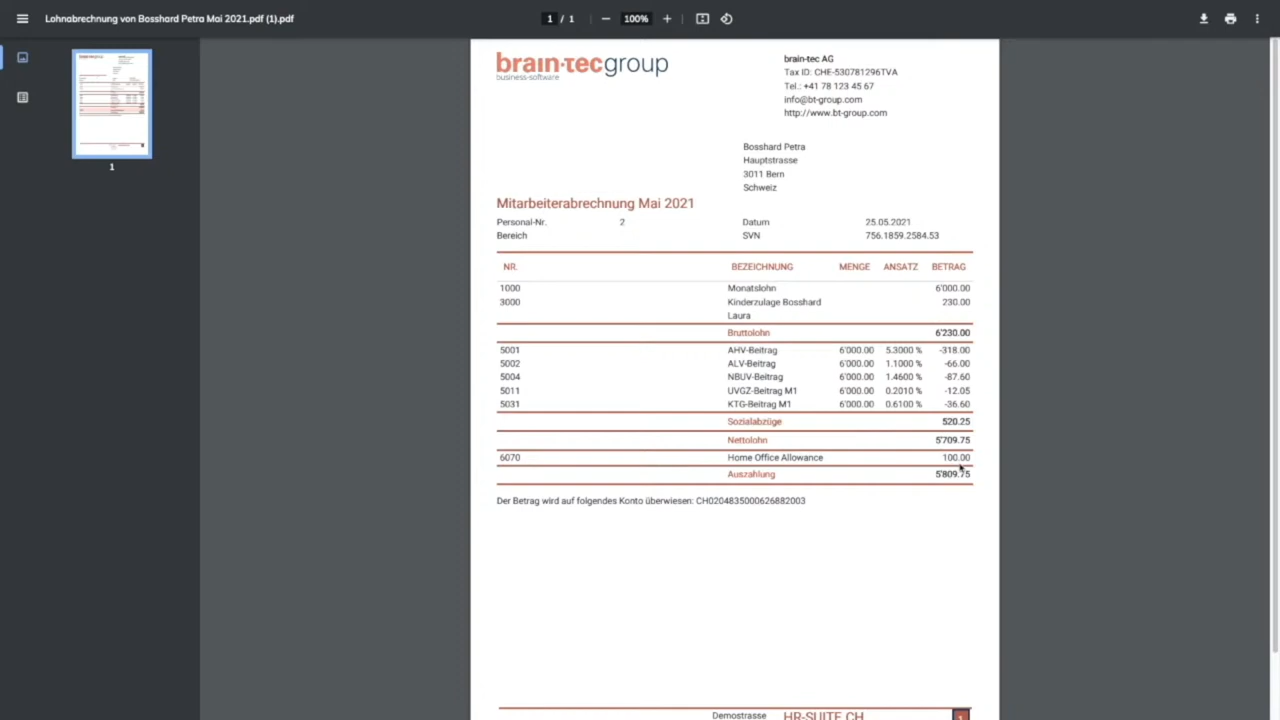 Lohnabrechnung von Bosshard Petra Mai 2021.pdf (1).pdf
1 / 1
100%
1
brain·tecgroup
business-software
brain-tec AG
Tax ID: CHE-530781296TVA
Tel.: +41 78 123 45 67
info@bt-group.com
http://www.bt-group.com
Bosshard Petra
Hauptstrasse
3011 Bern
Schweiz
Mitarbeiterabrechnung Mai 2021
Personal-Nr. 2 Datum 25.05.2021
Bereich SVN 756.1859.2584.53
NR. BEZEICHNUNG MENGE ANSATZ BETRAG
1000 Monatslohn 6'000.00
3000 Kinderzulage Bosshard 230.00
Laura
Bruttolohn 6'230.00
5001 AHV-Beitrag 6'000.00 5.3000 % -318.00
5002 ALV-Beitrag 6'000.00 1.1000 % -66.00
5004 NBUV-Beitrag 6'000.00 1.4600 % -87.60
5011 UVGZ-Beitrag M1 6'000.00 0.2010 % -12.05
5031 KTG-Beitrag M1 6'000.00 0.6100 % -36.60
Sozialabzüge 520.25
Nettolohn 5'709.75
6070 Home Office Allowance 100.00
Auszahlung 5'809.75
Der Betrag wird auf folgendes Konto überwiesen: CH0204835000626882003
Demostrasse HR-SUITE CH 1